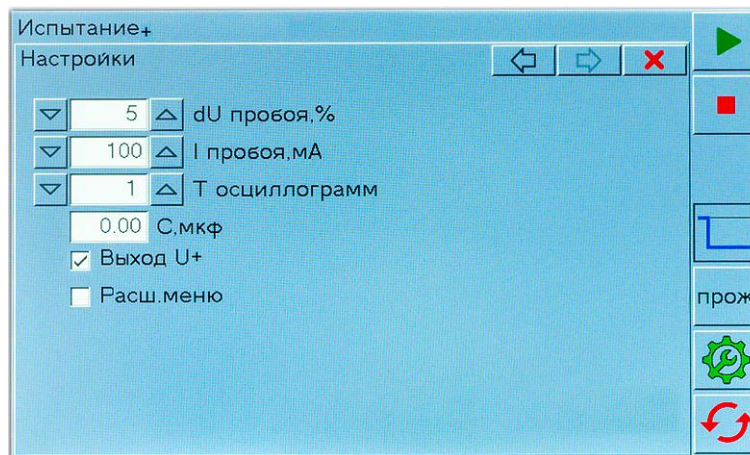 Испытание+
Настройки
5 dU пробоя,%
100 I пробоя,мА
1 Т осциллограмм
0.00 С,мкф
Выход U+
Расш.меню
прож